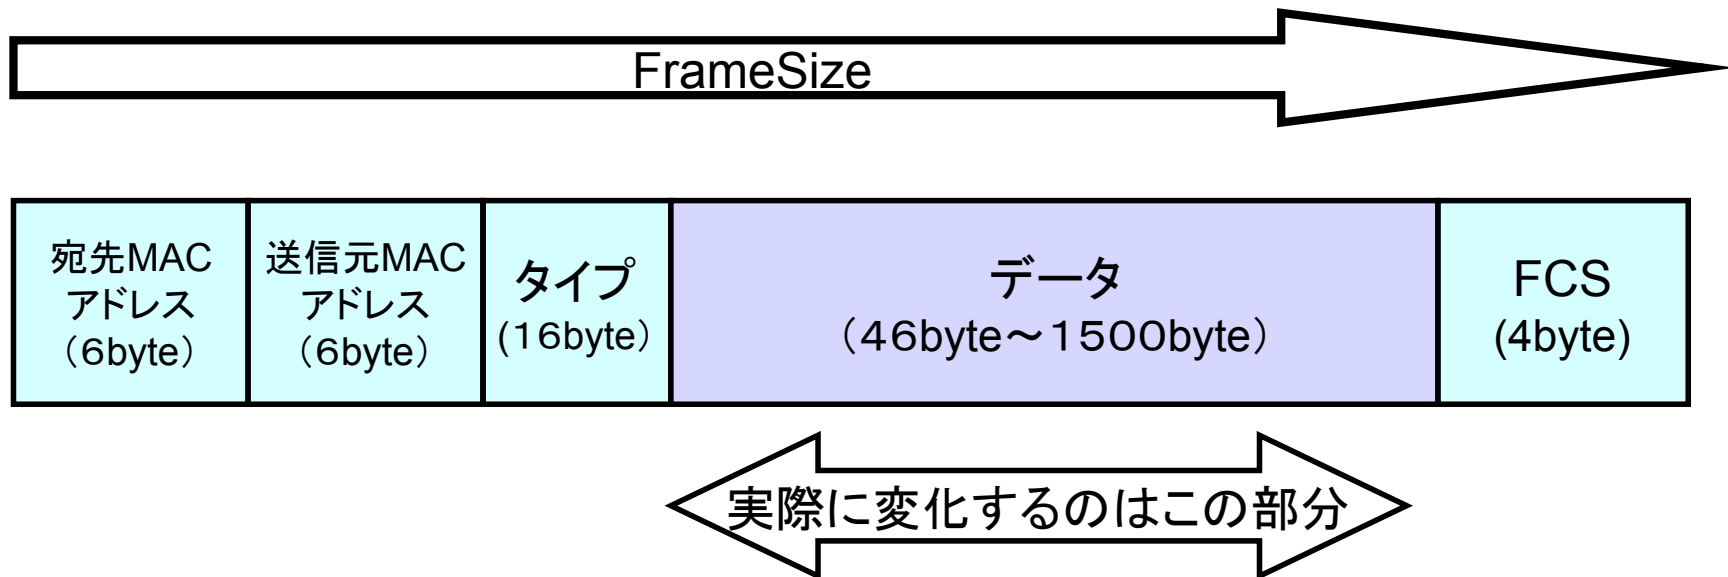 FrameSize
宛先MAC
アドレス
（6byte）
送信元MAC
アドレス
（6byte）
タイプ
(16byte）
データ
（46byte～1500byte）
FCS
(4byte)
実際に変化するのはこの部分